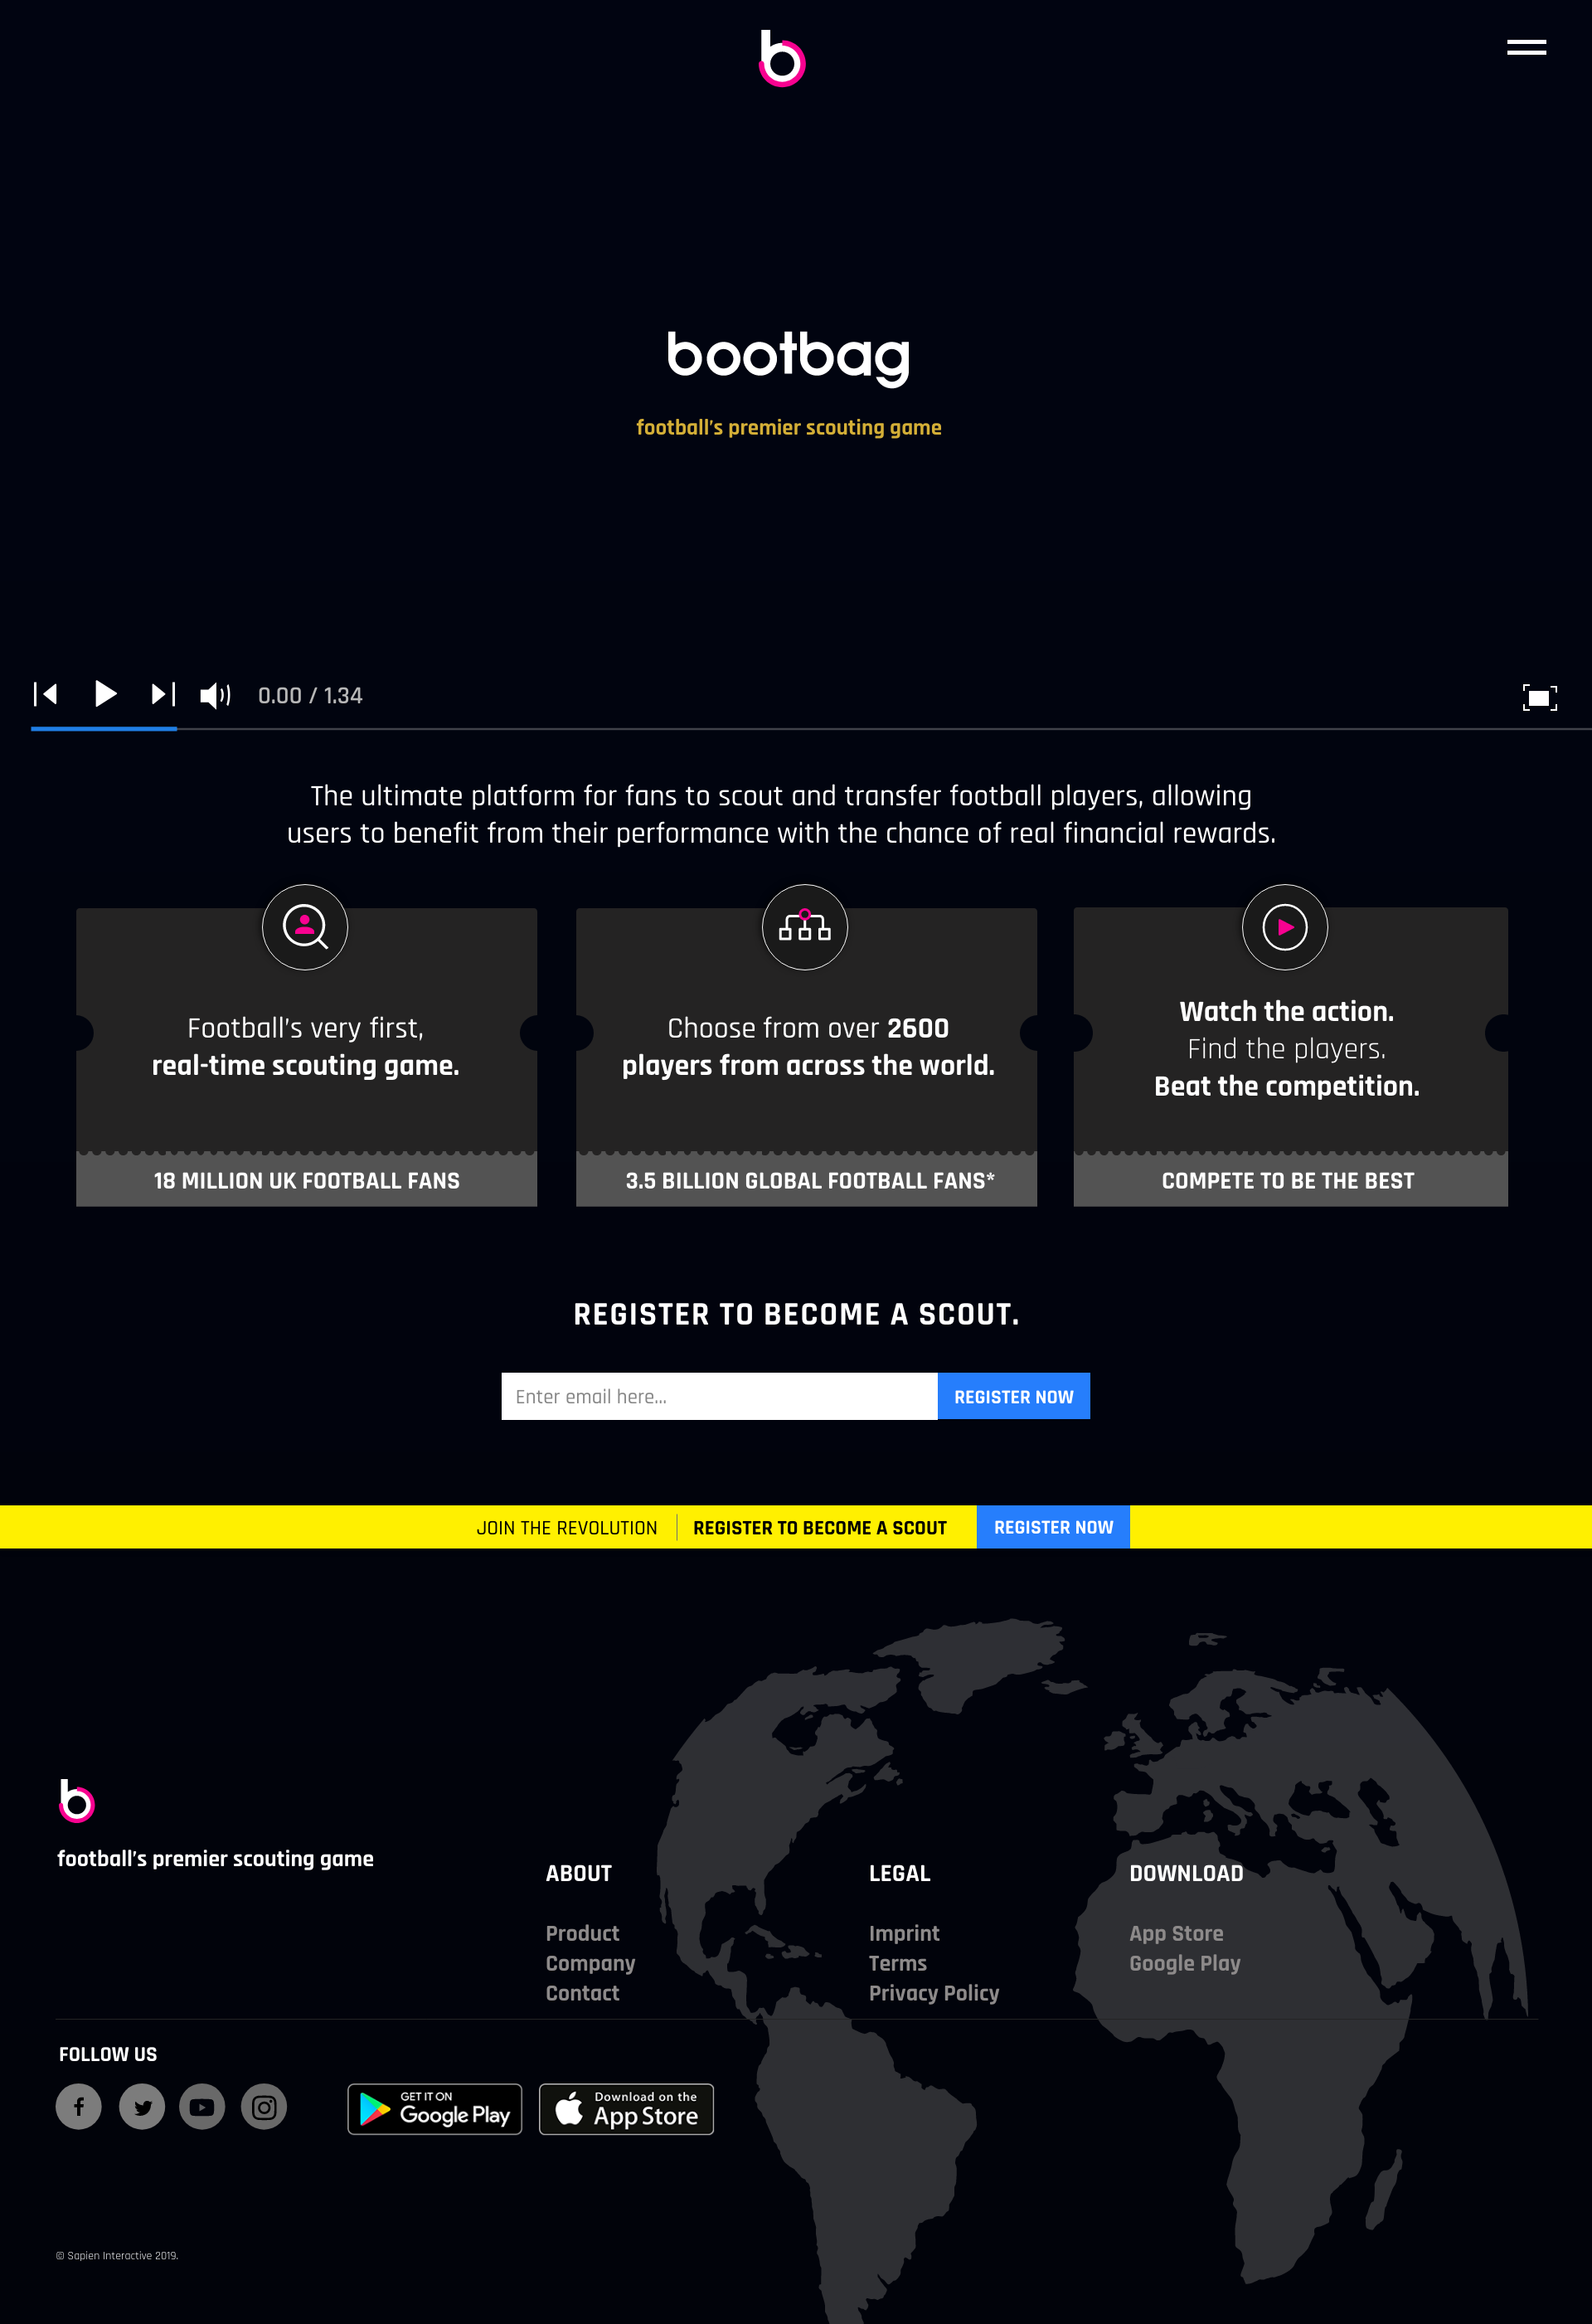 b
bootbag
football's premier scouting game
0.00 / 1.34
The ultimate platform for fans to scout and transfer football players, allowing
users to benefit from their performance with the chance of real financial rewards.
Football's very first,
real-time scouting game.
18 MILLION UK FOOTBALL FANS
Choose from over 2600
players from across the world.
3.5 BILLION GLOBAL FOOTBALL FANS*
Watch the action.
Find the players.
Beat the competition.
COMPETE TO BE THE BEST
REGISTER TO BECOME A SCOUT.
Enter email here...
REGISTER NOW
JOIN THE REVOLUTION
REGISTER TO BECOME A SCOUT
REGISTER NOW
b
football's premier scouting game
ABOUT
Product
Company
Contact
LEGAL
Imprint
Terms
Privacy Policy
DOWNLOAD
App Store
Google Play
FOLLOW US
GET IT ON
Google Play
Download on the
App Store
© Sapien Interactive 2019.